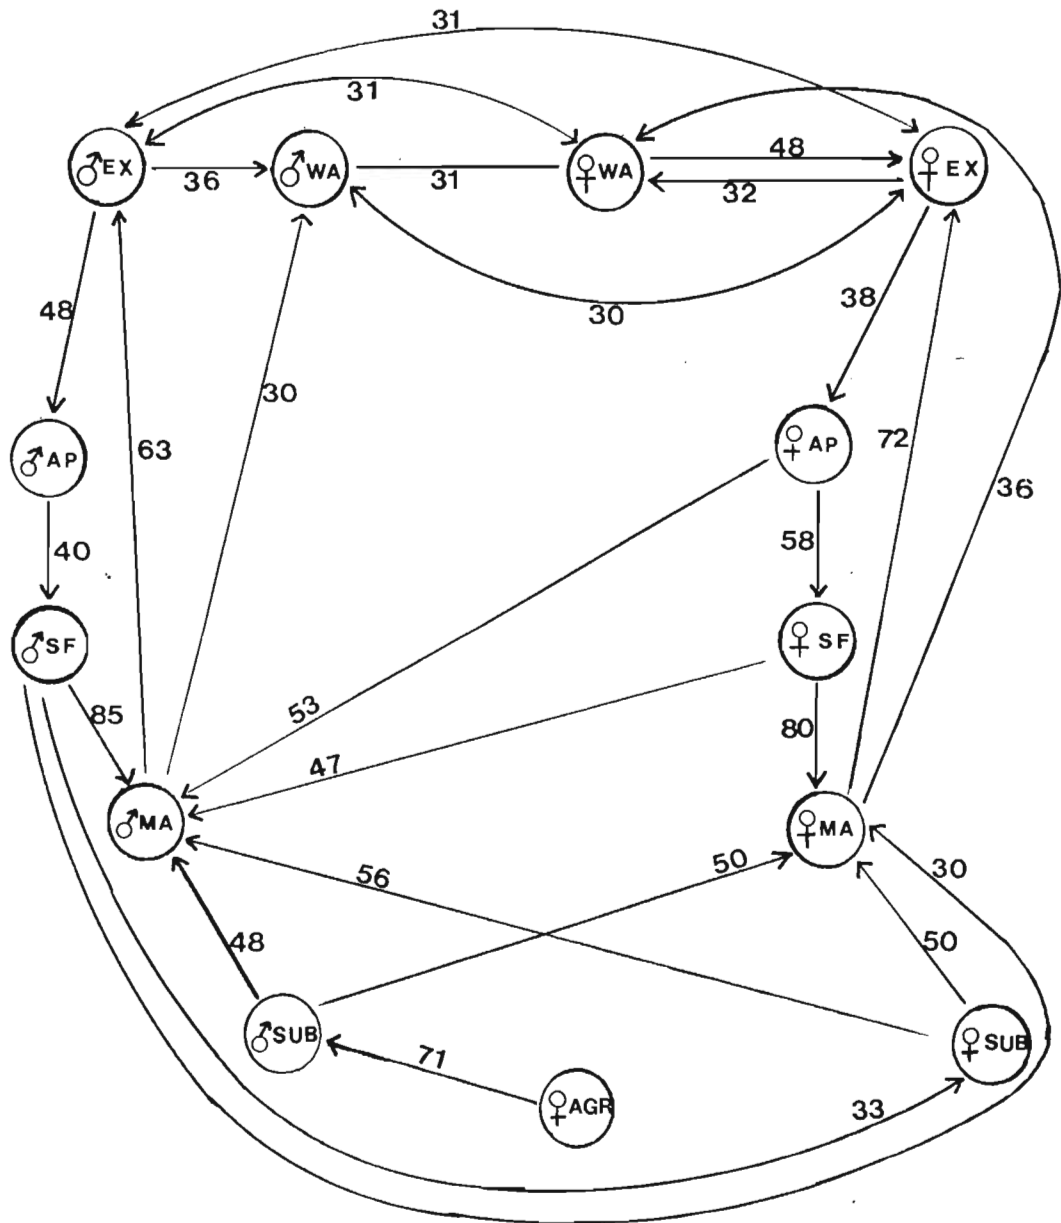 31
31
♂EX 36 ♂WA 31 ♀WA 48 ♀EX
32
30
48 38
30
♂AP 63 ♀AP 72
36
40 58
♂SF ♀SF
85 53 80
47
♂MA ♀MA
56 50 30
48 50
♂SUB ♀SUB
71
♀AGR 33